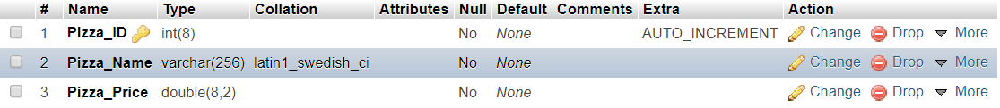 # Name Type Collation Attributes Null Default Comments Extra Action
1 Pizza_ID int(8) No None AUTO_INCREMENT Change Drop More
2 Pizza_Name varchar(256) latin1_swedish_ci No None Change Drop More
3 Pizza_Price double(8,2) No None Change Drop More